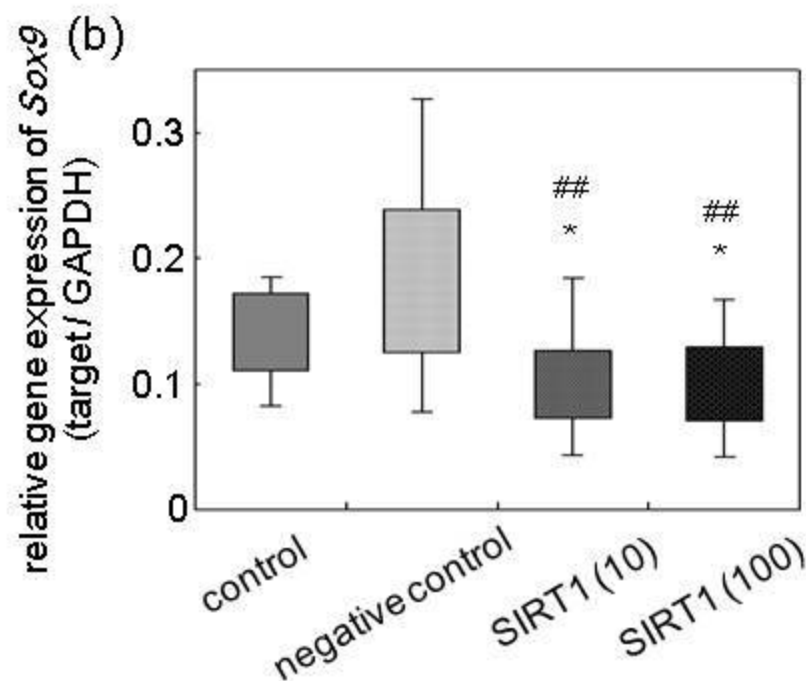 (b)
relative gene expression of Sox9
(target / GAPDH)
0.3
0.2
0.1
0
##
*
##
*
control
negative control
SIRT1 (10)
SIRT1 (100)